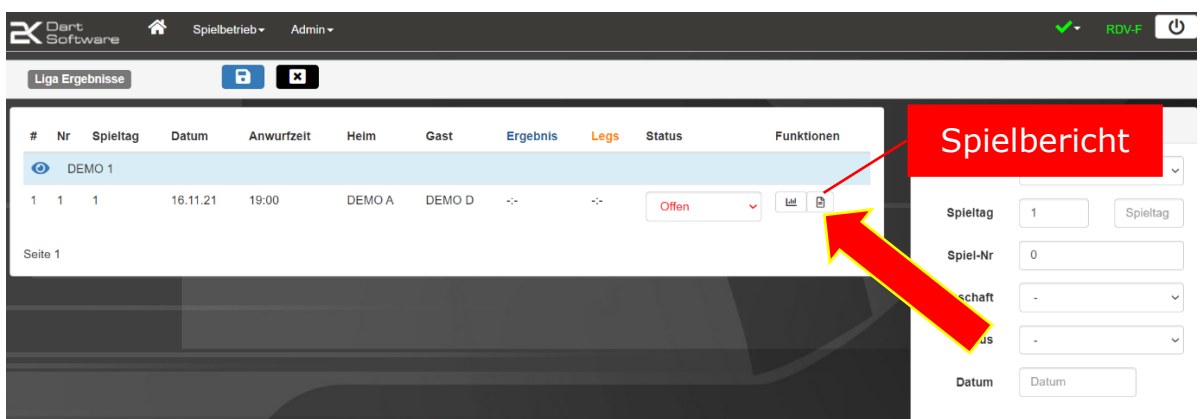 Dart
Software
Spielbetrieb
Admin
RDV-F
Liga Ergebnisse
Spielbericht
# Nr Spieltag Datum Anwurfzeit Heim Gast Ergebnis Legs Status Funktionen
DEMO 1
1 1 1 16.11.21 19:00 DEMO A DEMO D -:- -:- Offen
Seite 1
Spieltag 1 Spieltag
Spiel-Nr 0
schaft -
us -
Datum Datum